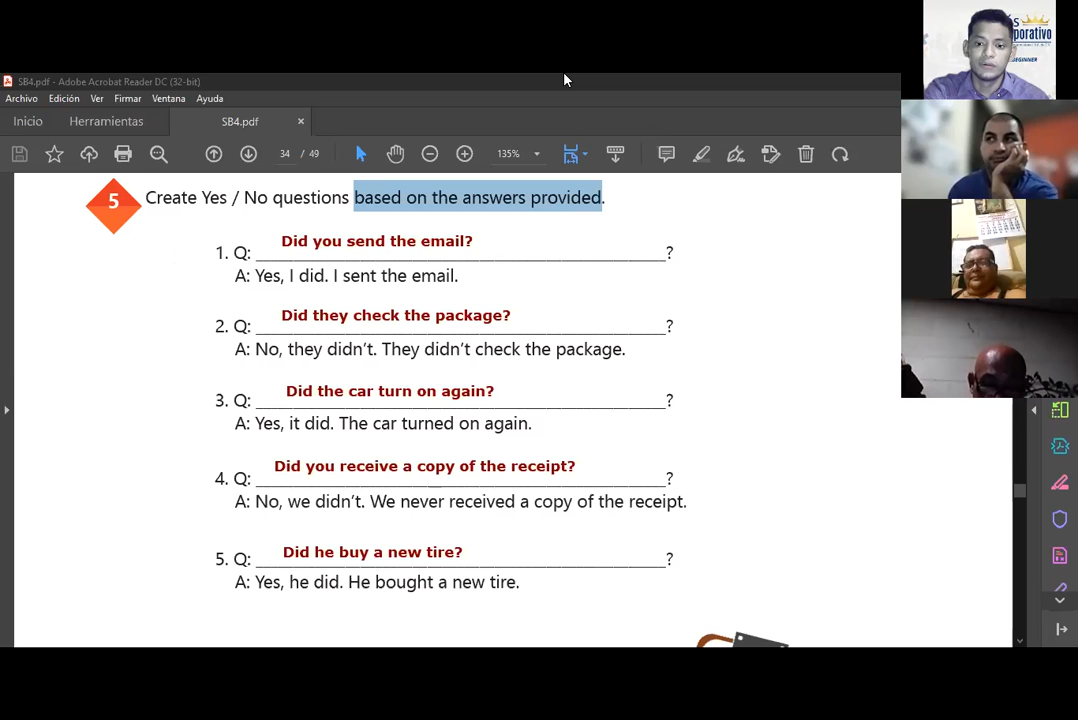 SB4.pdf - Adobe Acrobat Reader DC (32-bit)
Archivo Edición Ver Firmar Ventana Ayuda
Inicio Herramientas SB4.pdf ×
34 / 49 135%
5 Create Yes / No questions based on the answers provided.
Did you send the email?
1. Q: ?
A: Yes, I did. I sent the email.
Did they check the package?
2. Q: ?
A: No, they didn't. They didn't check the package.
Did the car turn on again?
3. Q: ?
A: Yes, it did. The car turned on again.
Did you receive a copy of the receipt?
4. Q: ?
A: No, we didn't. We never received a copy of the receipt.
Did he buy a new tire?
5. Q: ?
A: Yes, he did. He bought a new tire.